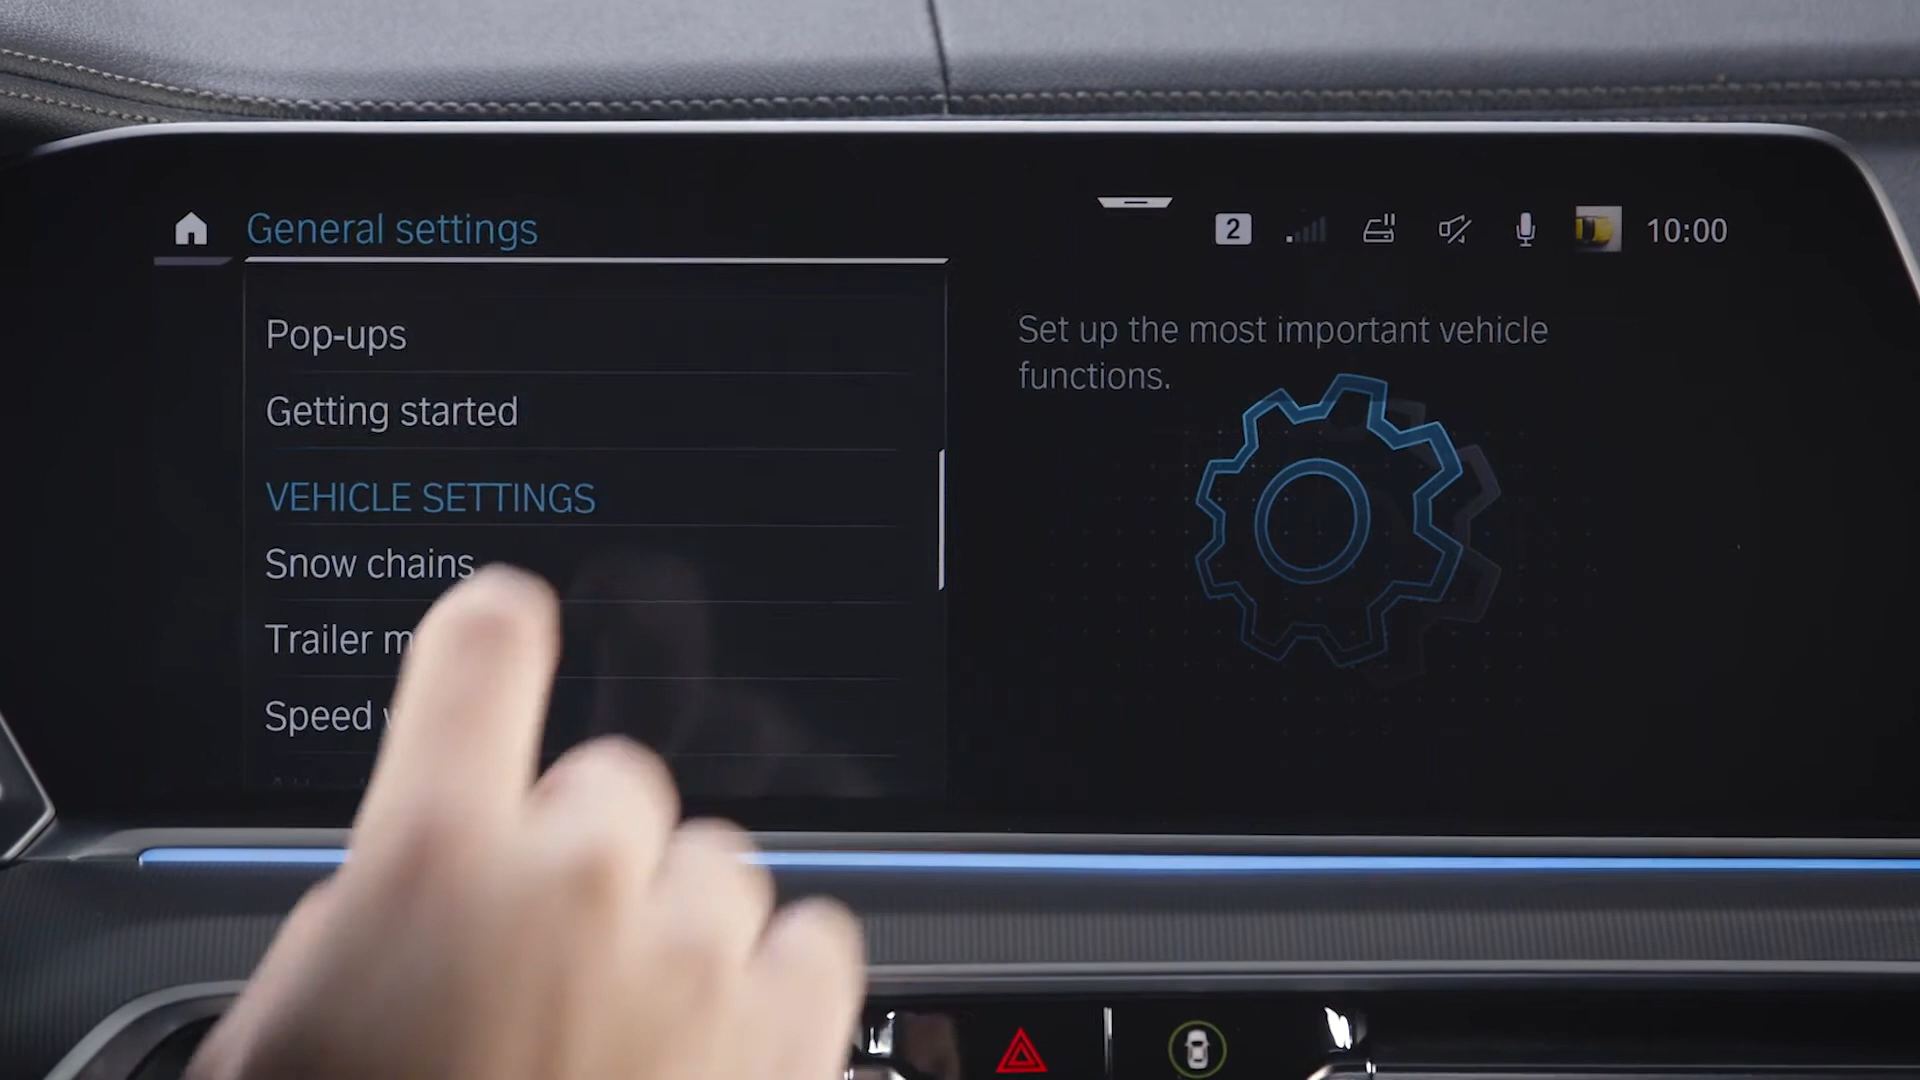 General settings
2
10:00
Pop-ups
Getting started
VEHICLE SETTINGS
Snow chains
Trailer
Speed
Set up the most important vehicle
functions.